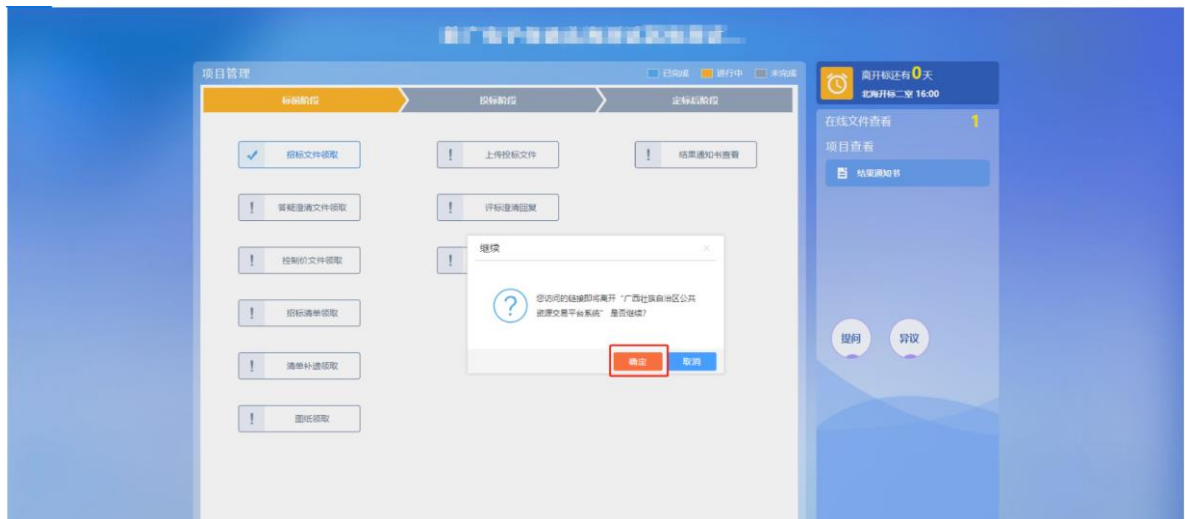 项目管理
已完成 进行中 未完成
标前阶段
投标阶段
定标后阶段
招标文件领取
上传投标文件
结果通知书查看
答疑澄清文件领取
评标澄清回复
控制价文件领取
招标清单领取
清单补遗领取
图纸领取
继续
您访问的链接即将离开“广西壮族自治区公共
资源交易平台系统” 是否继续?
确定
取消
离开标还有0天
北海开标二室 16:00
在线文件查看 1
项目查看
结果通知书
提问
异议